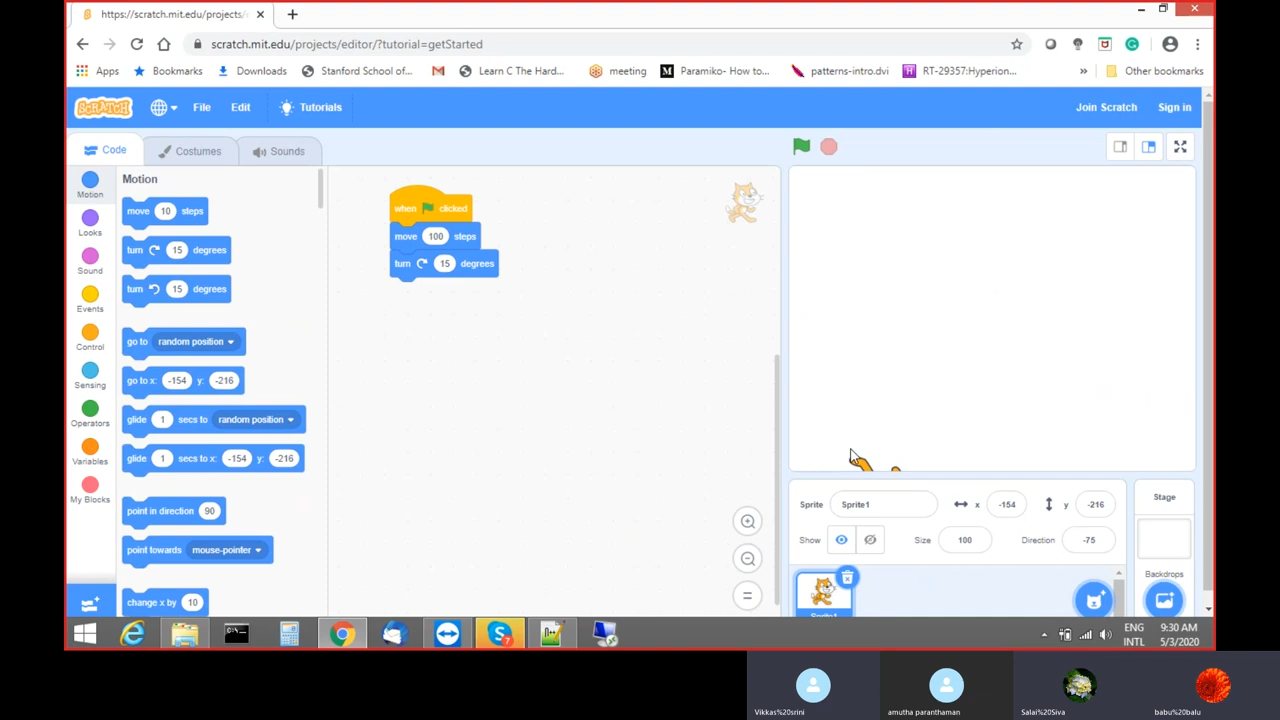 https://scratch.mit.edu/projects/
scratch.mit.edu/projects/editor/?tutorial=getStarted
Apps Bookmarks Downloads Stanford School of... Learn C The Hard... meeting Paramiko- How to... patterns-intro.dvi RT-29357:Hyperion... » Other bookmarks
SCRATCH File Edit Tutorials Join Scratch Sign in
Code Costumes Sounds
Motion
Looks
Sound
Events
Control
Sensing
Operators
Variables
My Blocks
Motion
move 10 steps
turn 15 degrees
turn 15 degrees
go to random position
go to x: -154 y: -216
glide 1 secs to random position
glide 1 secs to x: -154 y: -216
point in direction 90
point towards mouse-pointer
change x by 10
when clicked
move 100 steps
turn 15 degrees
Sprite Sprite1 x -154 y -216
Show Size 100 Direction -75
Sprite1
Stage
Backdrops
ENG
INTL
9:30 AM
5/3/2020
7
Vikkas%20srini
amutha paranthaman
Salai%20Siva
babu%20balu